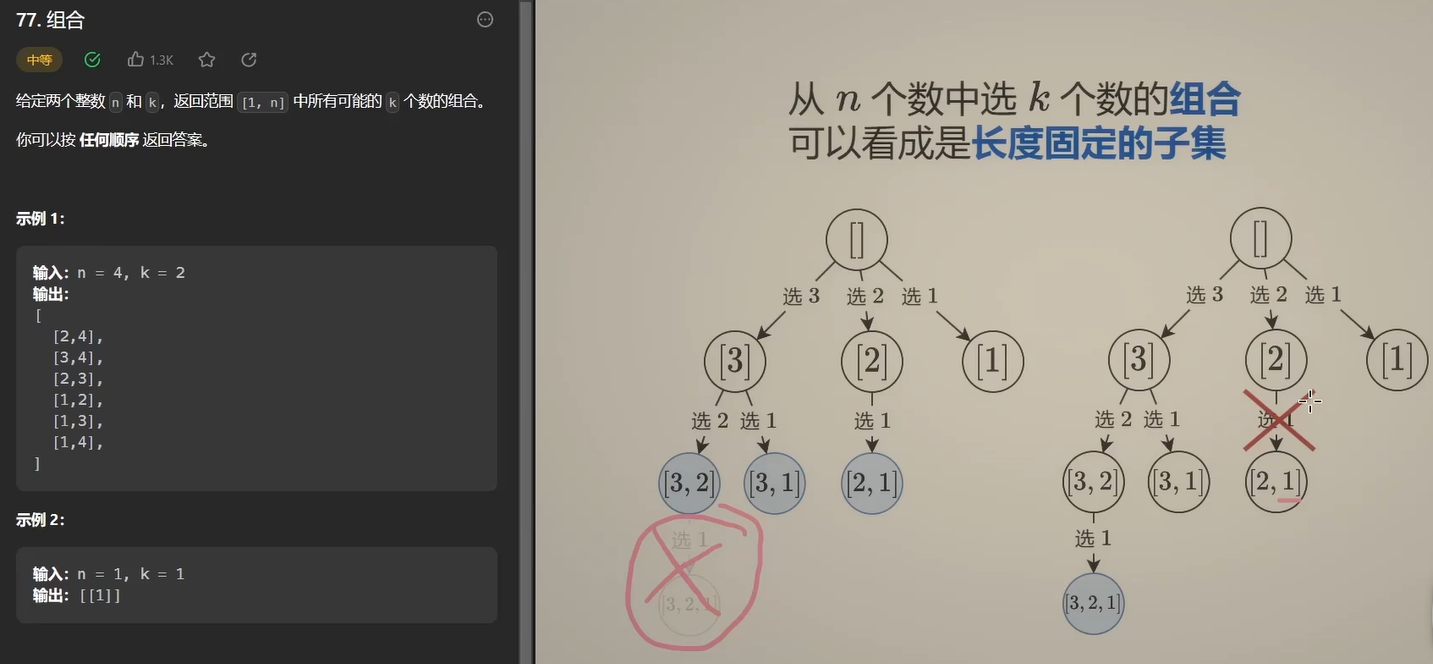 77. 组合
中等
1.3K
给定两个整数 n 和 k，返回范围 [1, n] 中所有可能的 k 个数的组合。
你可以按 任何顺序 返回答案。
示例 1：
输入：n = 4, k = 2
输出：
[
[2,4],
[3,4],
[2,3],
[1,2],
[1,3],
[1,4],
]
示例 2：
输入：n = 1, k = 1
输出：[[1]]
从 n 个数中选 k 个数的组合
可以看成是长度固定的子集
[]
选 3 选 2 选 1
[3] [2] [1]
选 2 选 1 选 1
[3, 2] [3, 1] [2, 1]
选 1
[3, 2, 1]
[]
选 3 选 2 选 1
[3] [2] [1]
选 2 选 1 选 1
[3, 2] [3, 1] [2, 1]
选 1
[3, 2, 1]